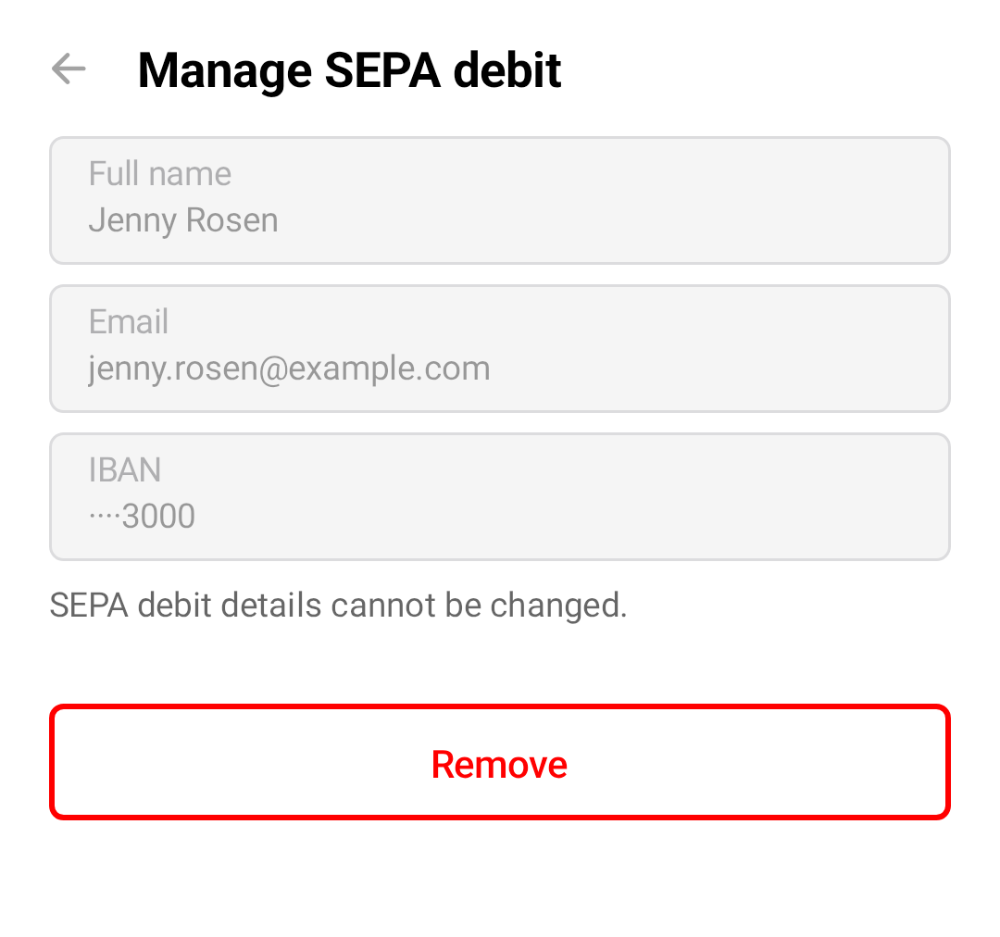 Manage SEPA debit
Full name
Jenny Rosen
Email
jenny.rosen@example.com
IBAN
····3000
SEPA debit details cannot be changed.
Remove